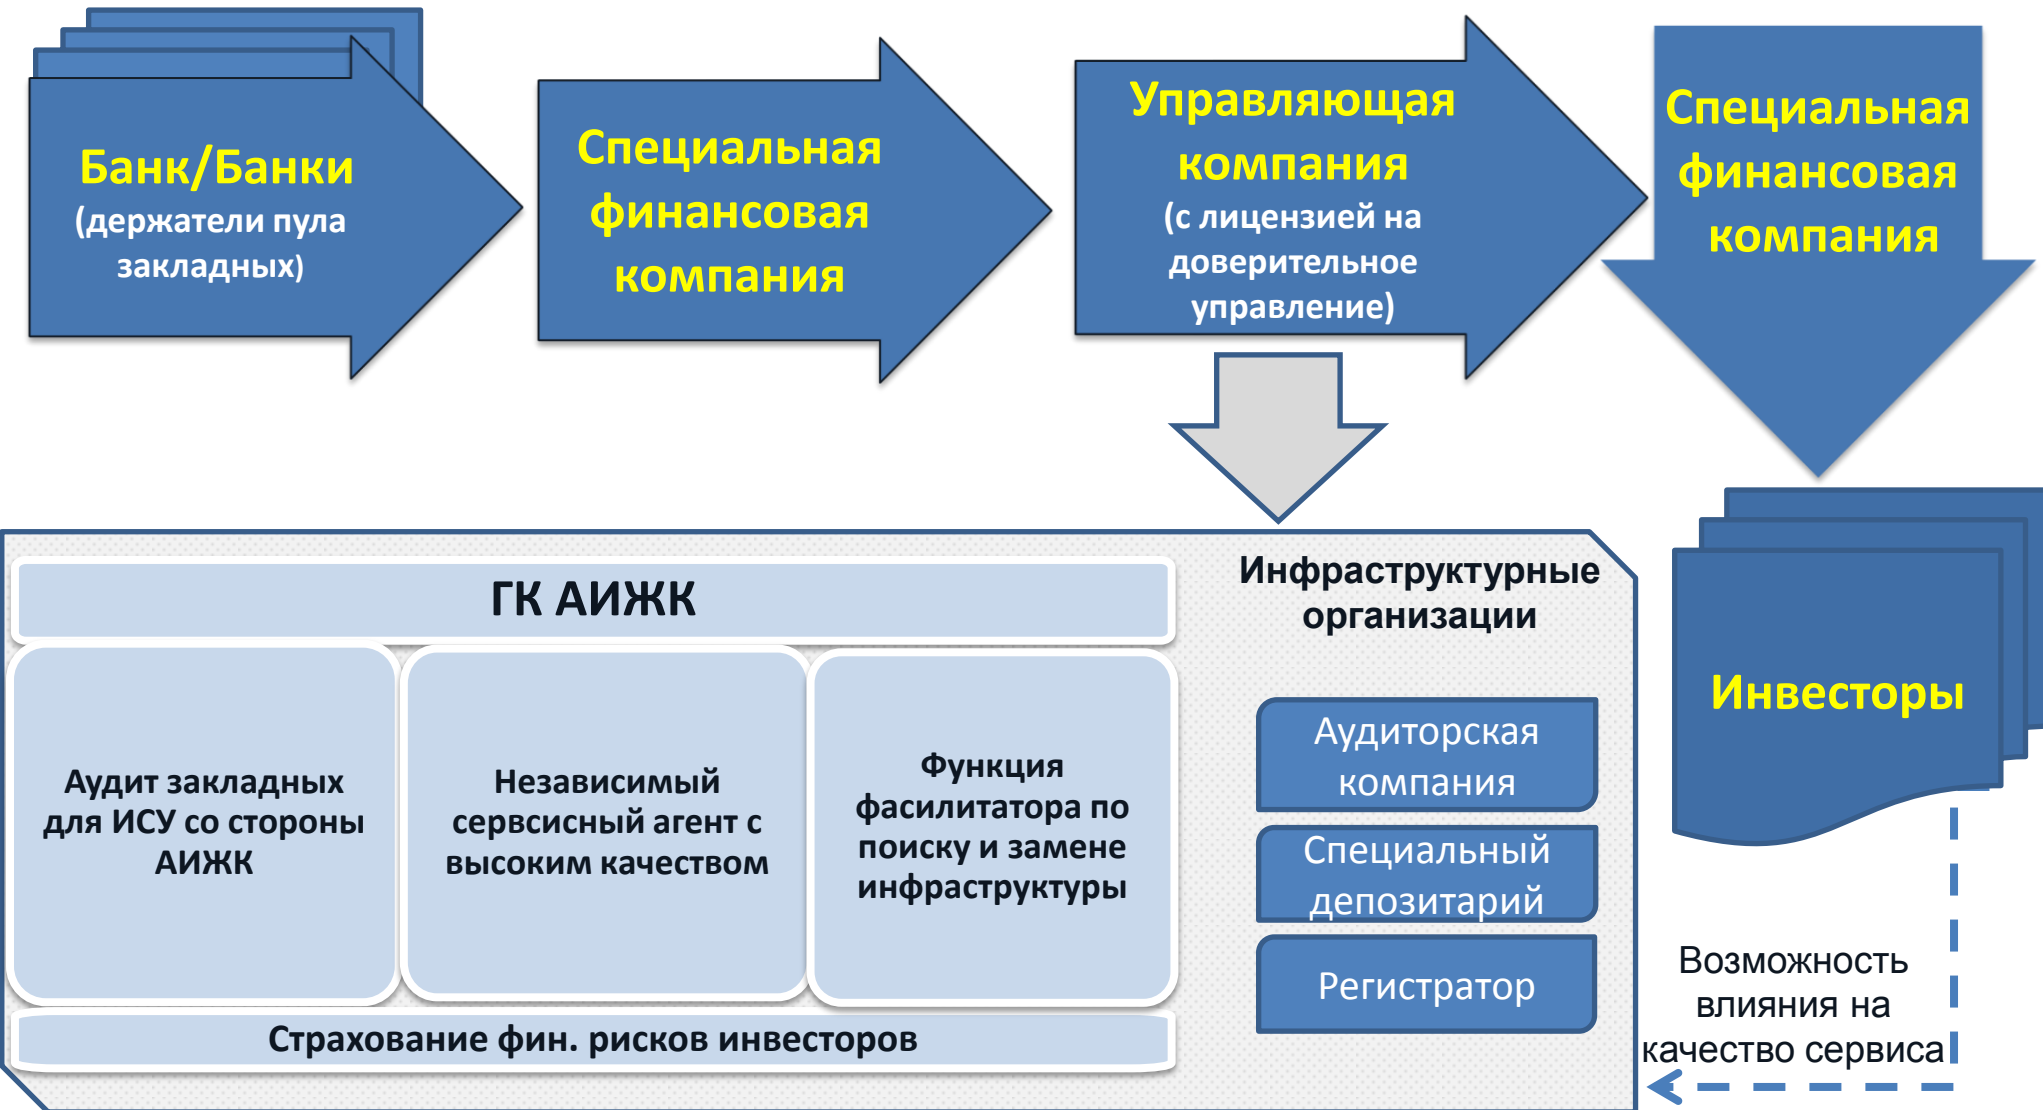 Банк/Банки
(держатели пула
закладных)
Специальная
финансовая
компания
Управляющая
компания
(с лицензией на
доверительное
управление)
Специальная
финансовая
компания
ГК АИЖК
Аудит закладных
для ИСУ со стороны
АИЖК
Независимый
сервсисный агент с
высоким качеством
Функция
фасилитатора по
поиску и замене
инфраструктуры
Страхование фин. рисков инвесторов
Инфраструктурные
организации
Аудиторская
компания
Специальный
депозитарий
Регистратор
Инвесторы
Возможность
влияния на
качество сервиса